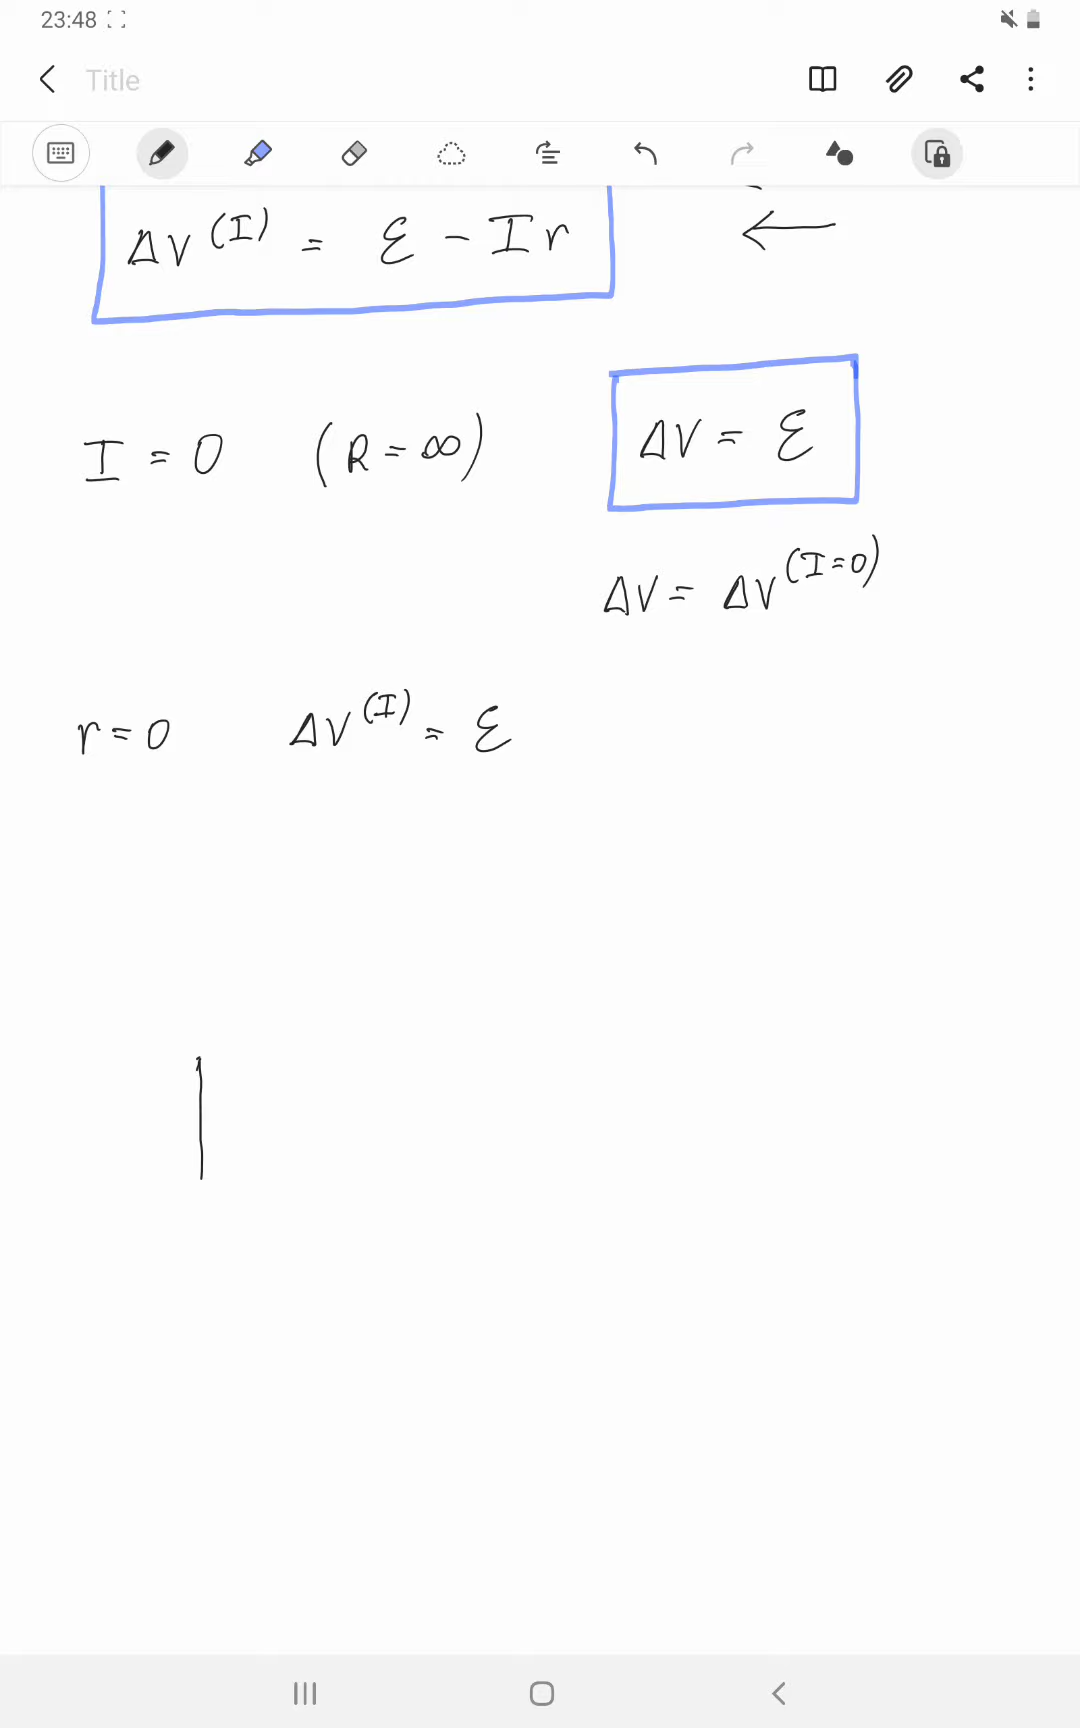 23:48
Title
ΔV^(I) = ℰ - Ir
I = 0 (R = ∞) ΔV = ℰ
ΔV = ΔV^(I=0)
r = 0 ΔV^(I) = ℰ